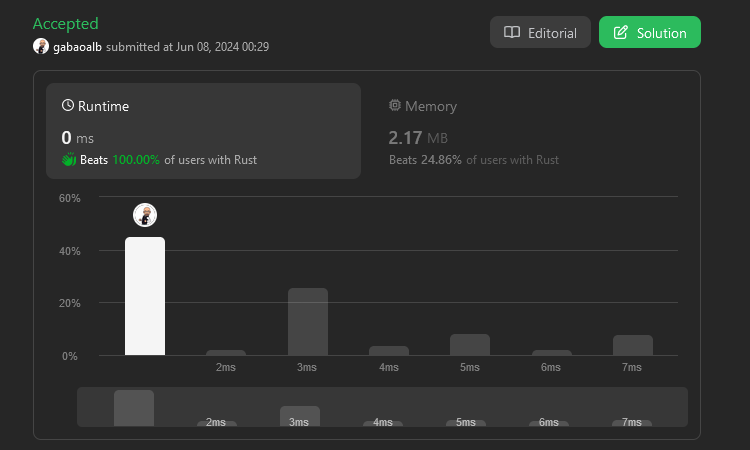 Accepted
gabaoalb submitted at Jun 08, 2024 00:29
Editorial
Solution
Runtime
0 ms
Beats 100.00% of users with Rust
Memory
2.17 MB
Beats 24.86% of users with Rust
60%
40%
20%
0%
2ms 3ms 4ms 5ms 6ms 7ms
2ms 3ms 4ms 5ms 6ms 7ms